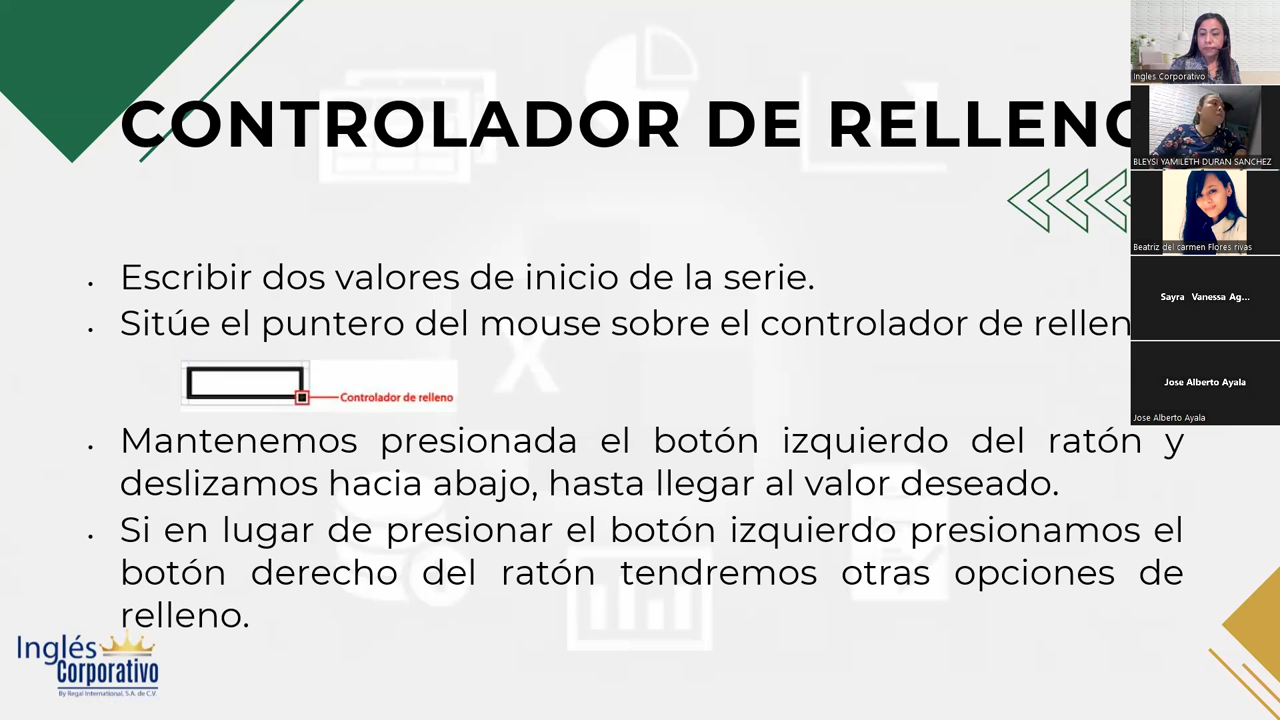 CONTROLADOR DE RELLENO
Escribir dos valores de inicio de la serie.
Sitúe el puntero del mouse sobre el controlador de rellen
Controlador de relleno
Mantenemos presionada el botón izquierdo del ratón y
deslizamos hacia abajo, hasta llegar al valor deseado.
Si en lugar de presionar el botón izquierdo presionamos el
botón derecho del ratón tendremos otras opciones de
relleno.
Inglés
Corporativo
By Regal International, S.A. de C.V.
Ingles Corporativo
BLEYSI YAMILETH DURAN SANCHEZ
Beatriz del carmen Flores rivas
Sayra Vanessa Ag...
Jose Alberto Ayala
Jose Alberto Ayala